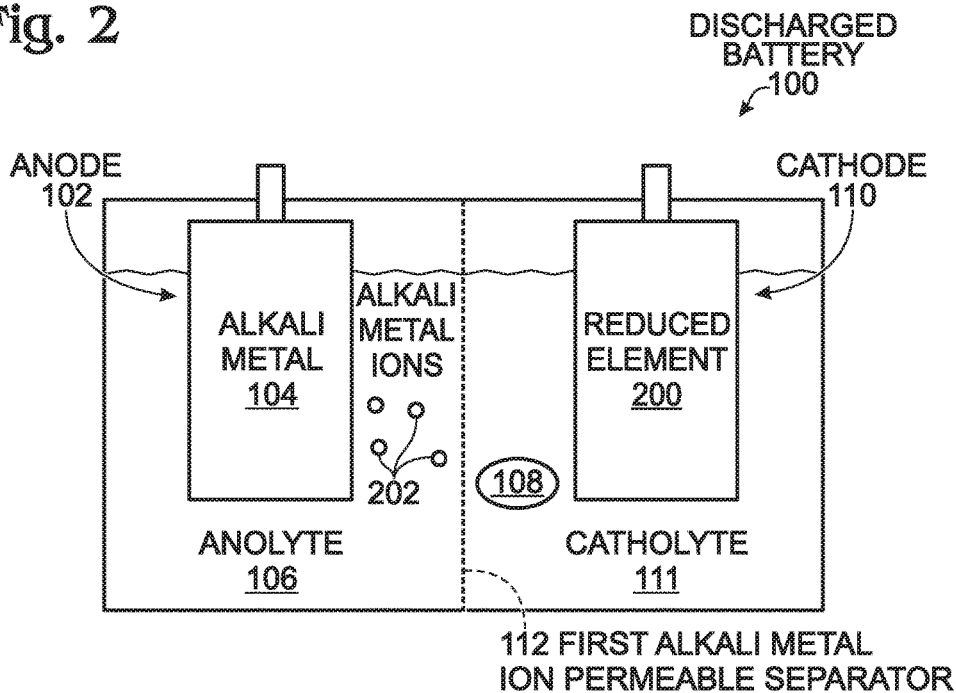 Fig. 2
DISCHARGED
BATTERY
100
ANODE
102
CATHODE
110
ALKALI
METAL
104
ALKALI
METAL
IONS
202
REDUCED
ELEMENT
200
108
ANOLYTE
106
CATHOLYTE
111
112 FIRST ALKALI METAL
ION PERMEABLE SEPARATOR